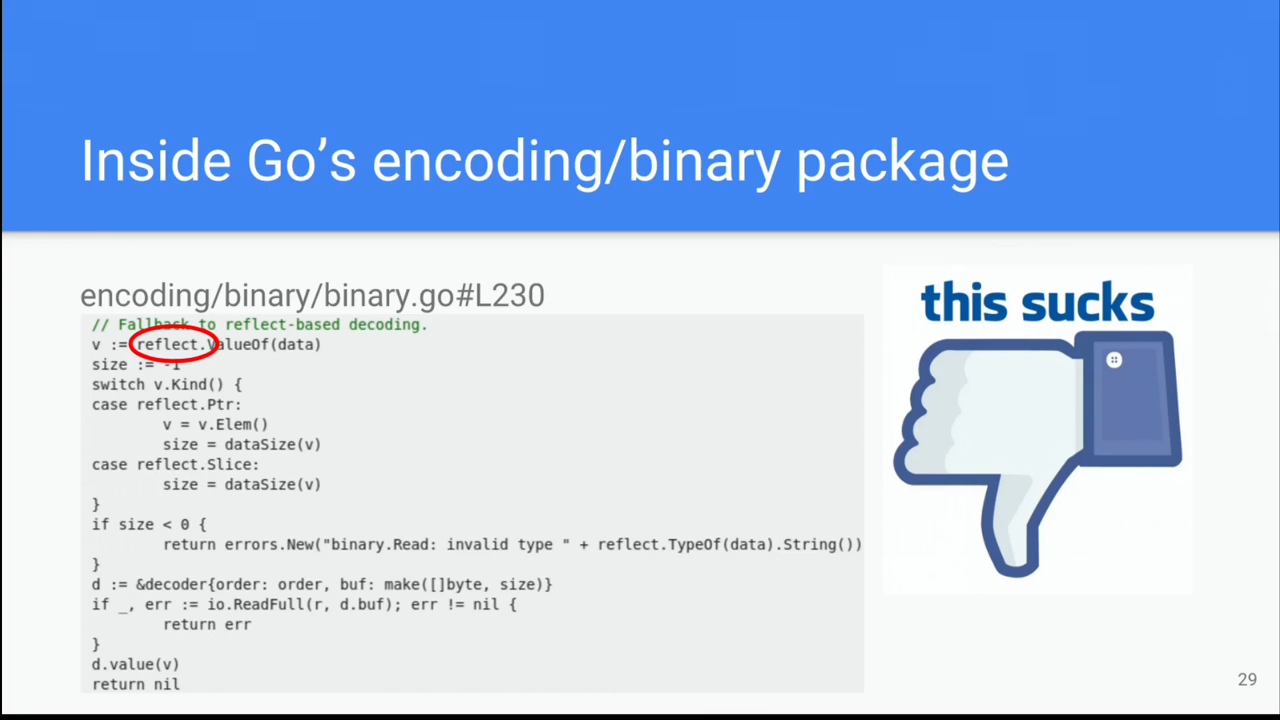 Inside Go’s encoding/binary package
encoding/binary/binary.go#L230
// Fallback to reflect-based decoding.
v := reflect.ValueOf(data)
size := -1
switch v.Kind() {
case reflect.Ptr:
        v = v.Elem()
        size = dataSize(v)
case reflect.Slice:
        size = dataSize(v)
}
if size < 0 {
        return errors.New("binary.Read: invalid type " + reflect.TypeOf(data).String())
}
d := &decoder{order: order, buf: make([]byte, size)}
if _, err := io.ReadFull(r, d.buf); err != nil {
        return err
}
d.value(v)
return nil
this sucks
29